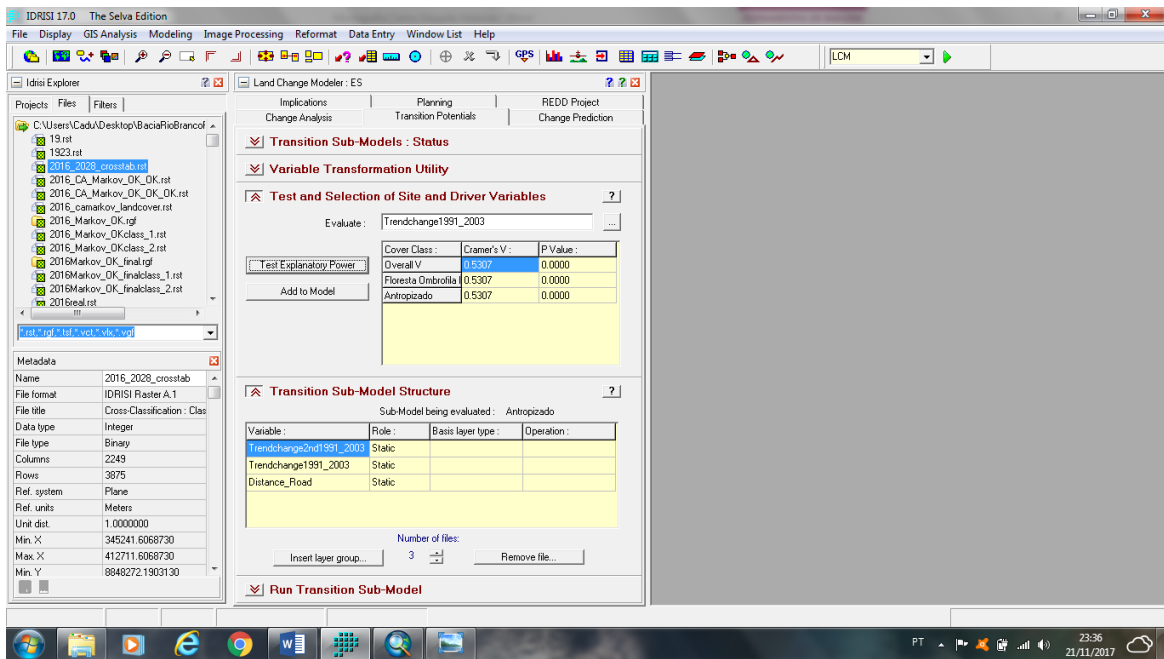 IDRISI 17.0 The Selva Edition
File Display GIS Analysis Modeling Image Processing Reformat Data Entry Window List Help
GPS
LCM
Idrisi Explorer
Projects Files Filters
C:\Users\Cadu\Desktop\BaciaRioBrancof
19.rst
1923.rst
2016_2028_crosstab.rst
2016_CA_Markov_OK_OK.rst
2016_CA_Markov_OK_OK_OK.rst
2016_camarkov_landcover.rst
2016_Markov_OK.rgf
2016_Markov_OKclass_1.rst
2016_Markov_OKclass_2.rst
2016Markov_OK_final.rgf
2016Markov_OK_finalclass_1.rst
2016Markov_OK_finalclass_2.rst
2016real.rst
*.rst,*.rgf,*.tsf,*.vct,*.vlx,*.vgf
Metadata
Name 2016_2028_crosstab
File format IDRISI Raster A.1
File title Cross-Classification : Clas
Data type Integer
File type Binary
Columns 2249
Rows 3875
Ref. system Plane
Ref. units Meters
Unit dist. 1.0000000
Min. X 345241.6068730
Max. X 412711.6068730
Min. Y 8848272.1903130
Land Change Modeler : ES
Implications Planning REDD Project
Change Analysis Transition Potentials Change Prediction
Transition Sub-Models : Status
Variable Transformation Utility
Test and Selection of Site and Driver Variables ?
Evaluate : Trendchange1991_2003 ...
Test Explanatory Power
Add to Model
Cover Class : Cramer's V : P Value :
Overall V 0.5307 0.0000
Floresta Ombrofila 0.5307 0.0000
Antropizado 0.5307 0.0000
Transition Sub-Model Structure ?
Sub-Model being evaluated : Antropizado
Variable : Role : Basis layer type : Operation :
Trendchange2nd1991_2003 Static
Trendchange1991_2003 Static
Distance_Road Static
Number of files:
Insert layer group... 3 Remove file...
Run Transition Sub-Model
PT
23:36
21/11/2017